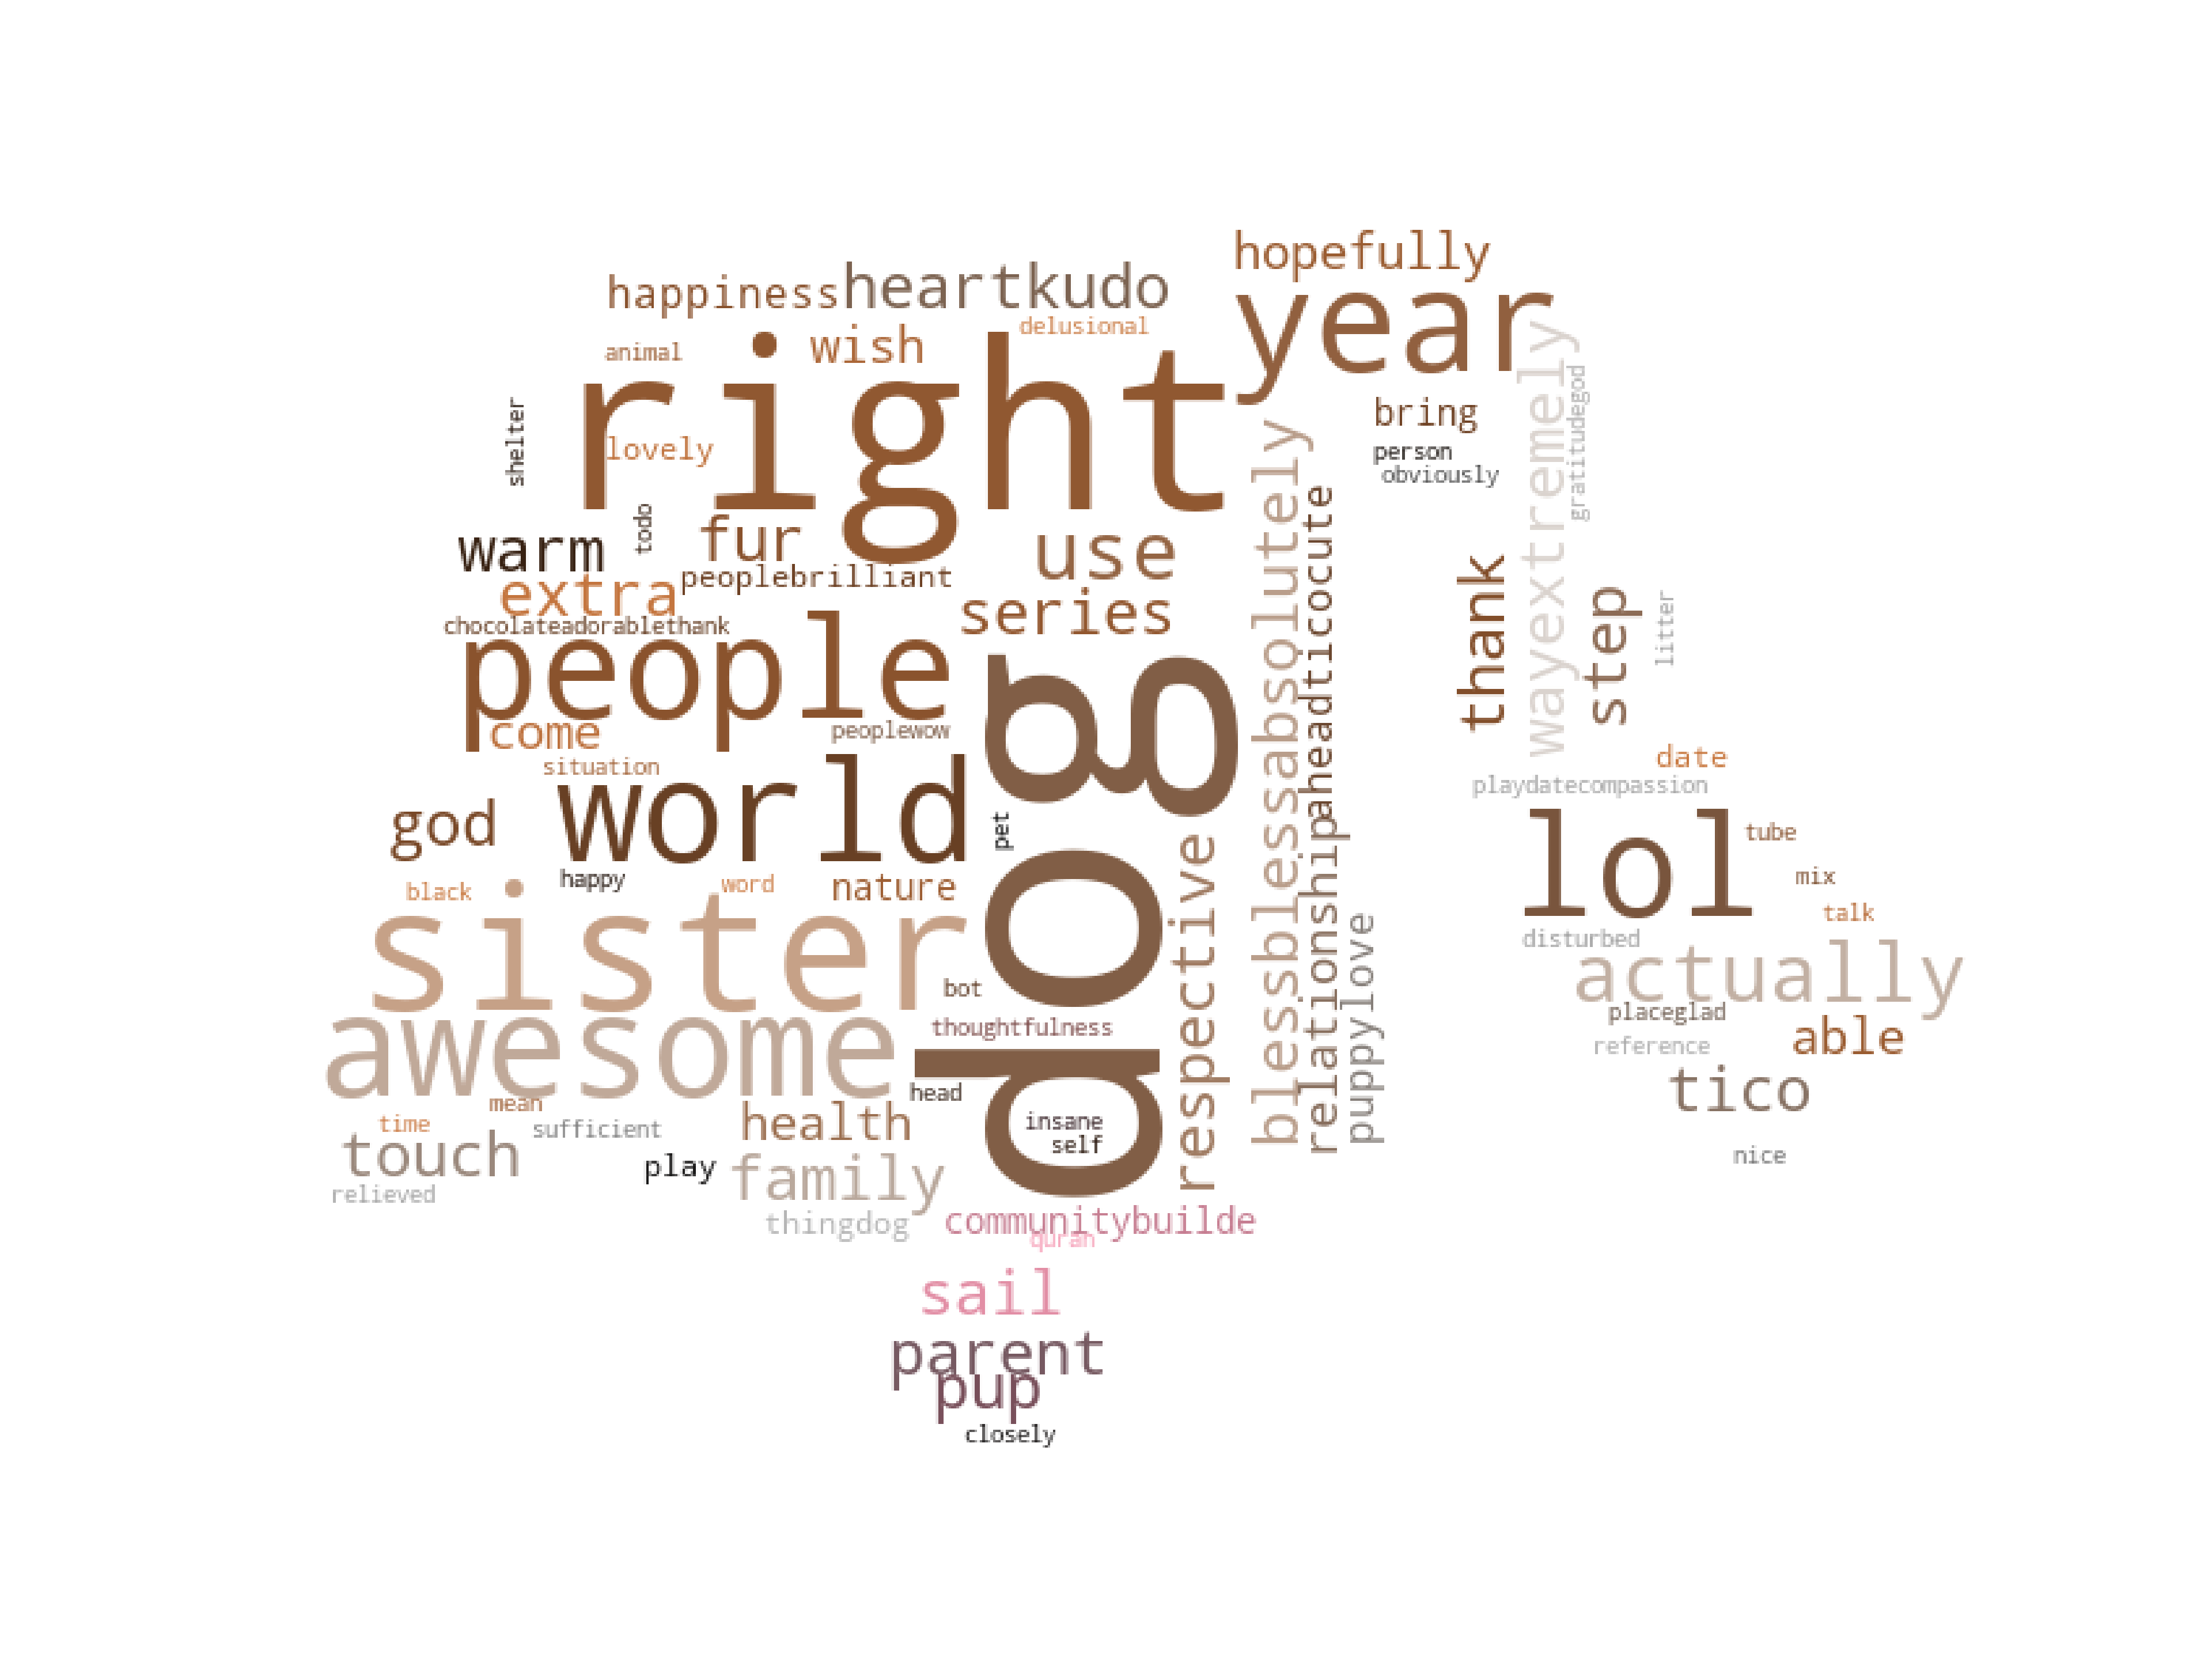 hopefully
happiness
heartkudo
year
delusional
wish
animal
right
bring
shelter
lovely
person
obviously
wayextremely
gratitudegod
todo
fur
warm
use
peoplebrilliant
extra
series
chocolateadorablethank
people
blessblessabsolutely
aheadticocute
thank
step
litter
come
peoplewow
situation
world
dog
date
playdatecompassion
god
pet
lol
tube
happy
word
nature
black
mix
talk
sister
respective
relationship
puppylove
disturbed
actually
bot
placeglad
thoughtfulness
awesome
able
reference
head
tico
mean
time
sufficient
health
insane
self
touch
play
family
nice
relieved
thingdog
communitybuilde
quran
sail
parent
pup
closely